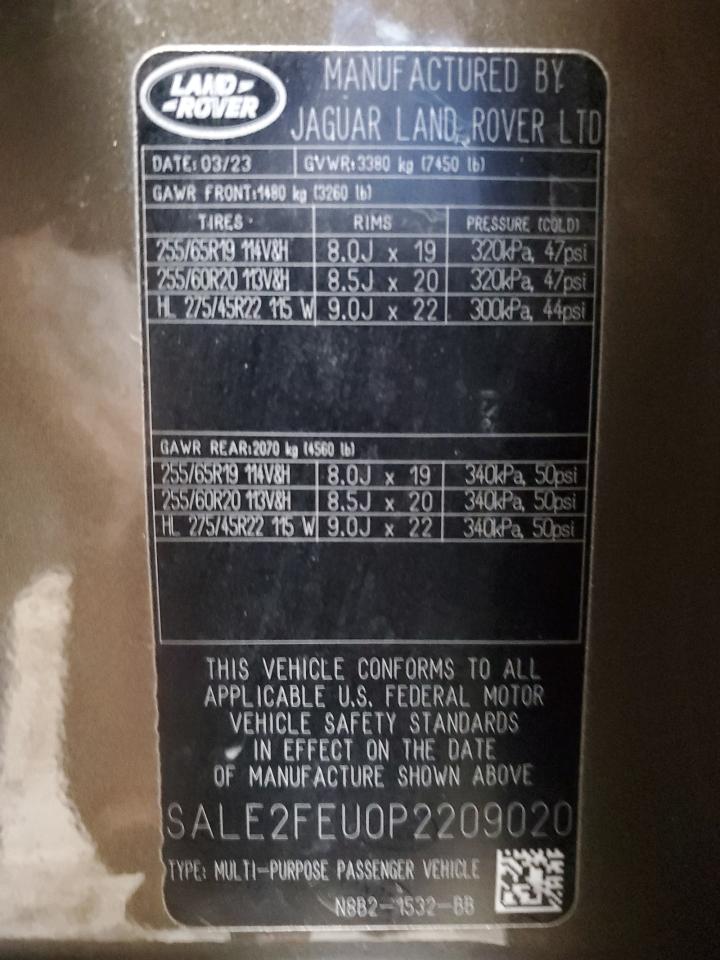 LAND
ROVER
MANUFACTURED BY
JAGUAR LAND ROVER LTD
DATE: 03/23 GVWR:3380 kg (7450 lb)
GAWR FRONT:1480 kg (3260 lb)
TIRES RIMS PRESSURE (COLD)
255/65R19 114V&H 8.0J x 19 320kPa, 47psi
255/60R20 113V&H 8.5J x 20 320kPa, 47psi
HL 275/45R22 115 W 9.0J x 22 300kPa, 44psi
GAWR REAR:2070 kg (4560 lb)
255/65R19 114V&H 8.0J x 19 340kPa, 50psi
255/60R20 113V&H 8.5J x 20 340kPa, 50psi
HL 275/45R22 115 W 9.0J x 22 340kPa, 50psi
THIS VEHICLE CONFORMS TO ALL
APPLICABLE U.S. FEDERAL MOTOR
VEHICLE SAFETY STANDARDS
IN EFFECT ON THE DATE
OF MANUFACTURE SHOWN ABOVE
SALE2FEU0P2209020
TYPE: MULTI-PURPOSE PASSENGER VEHICLE
N8B2-1532-BB